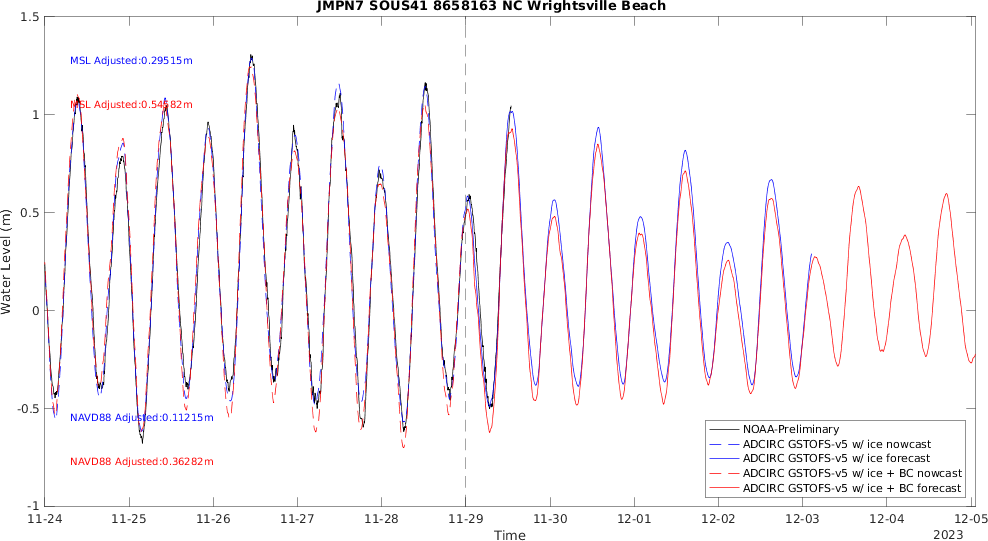 JMPN7 SOUS41 8658163 NC Wrightsville Beach
1.5
1
0.5
0
-0.5
-1
Water Level (m)
MSL Adjusted:0.29515m
MSL Adjusted:0.54582m
NAVD88 Adjusted:0.11215m
NAVD88 Adjusted:0.36282m
NOAA-Preliminary
ADCIRC GSTOFS-v5 w/ ice nowcast
ADCIRC GSTOFS-v5 w/ ice forecast
ADCIRC GSTOFS-v5 w/ ice + BC nowcast
ADCIRC GSTOFS-v5 w/ ice + BC forecast
11-24 11-25 11-26 11-27 11-28 11-29 11-30 12-01 12-02 12-03 12-04 12-05
Time
2023